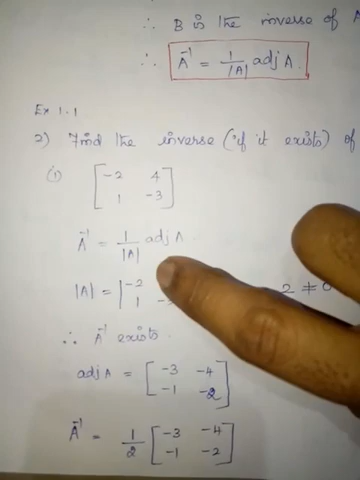 ∴ B is the inverse of A
∴ A⁻¹ = 1/|A| adj A.
Ex 1.1
2) Find the inverse (if it exists) of
(i) [-2 4; 1 -3]
A⁻¹ = 1/|A| adj A
|A| = |-2 1 2 ≠ 0
∴ A⁻¹ exists.
adj A = [-3 -4; -1 -2]
A⁻¹ = 1/2 [-3 -4; -1 -2]